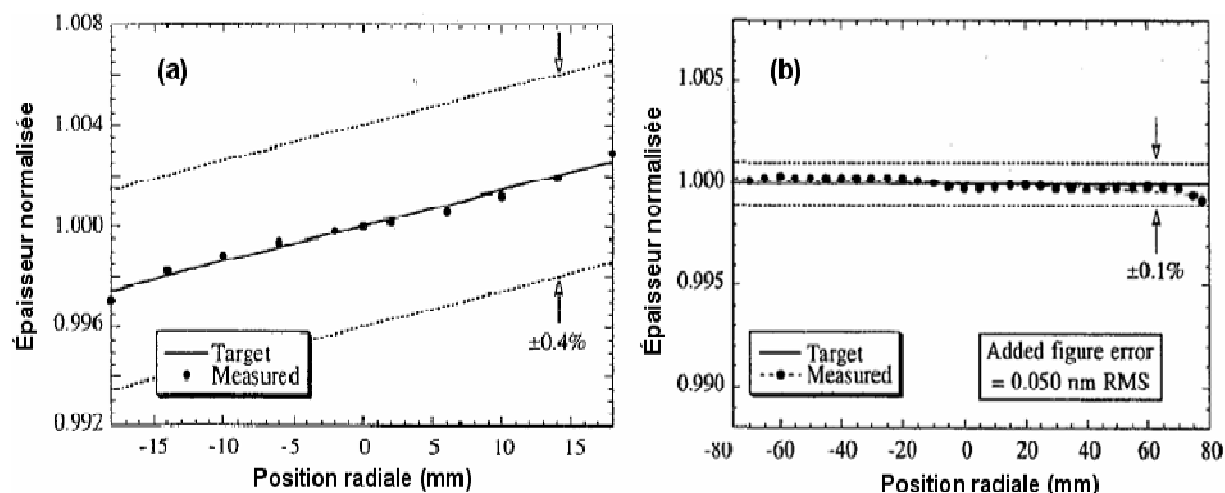 (a)
Épaisseur normalisée
1.008
1.004
1.000
0.996
0.992
±0.4%
Target
Measured
-15 -10 -5 0 5 10 15
Position radiale (mm)
(b)
Épaisseur normalisée
1.005
1.000
0.995
0.990
±0.1%
Target
Measured
Added figure error
= 0.050 nm RMS
-80 -60 -40 -20 0 20 40 60 80
Position radiale (mm)